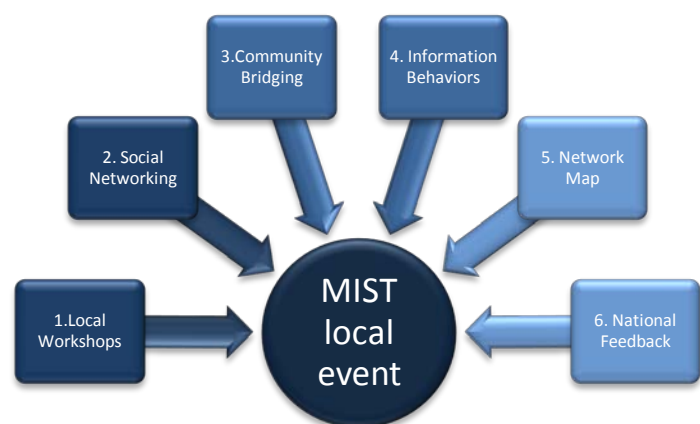 1.Local
Workshops
2. Social
Networking
3.Community
Bridging
4. Information
Behaviors
5. Network
Map
6. National
Feedback
MIST
local
event